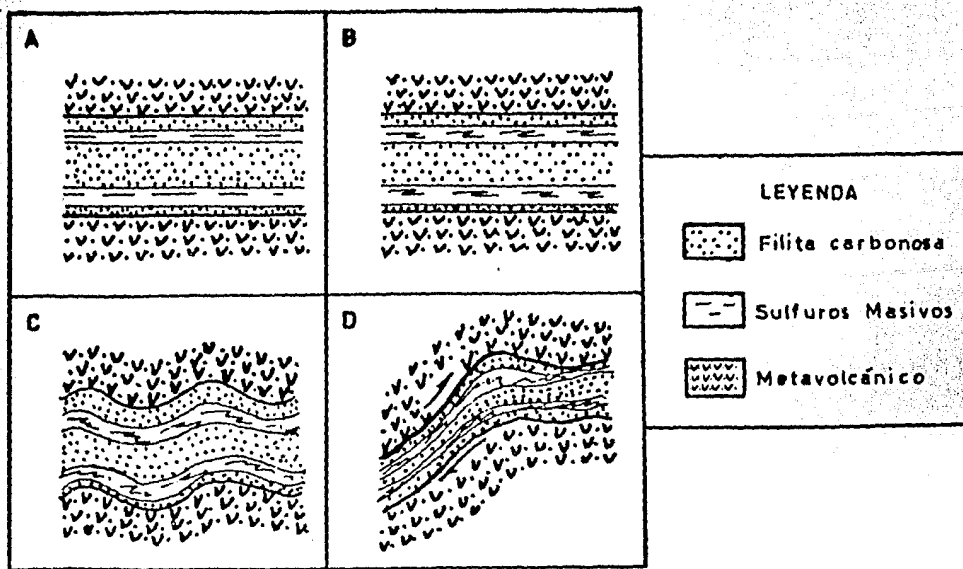 A
B
C
D
LEYENDA
Filita carbonosa
Sulfuros Masivos
Metavolcánico